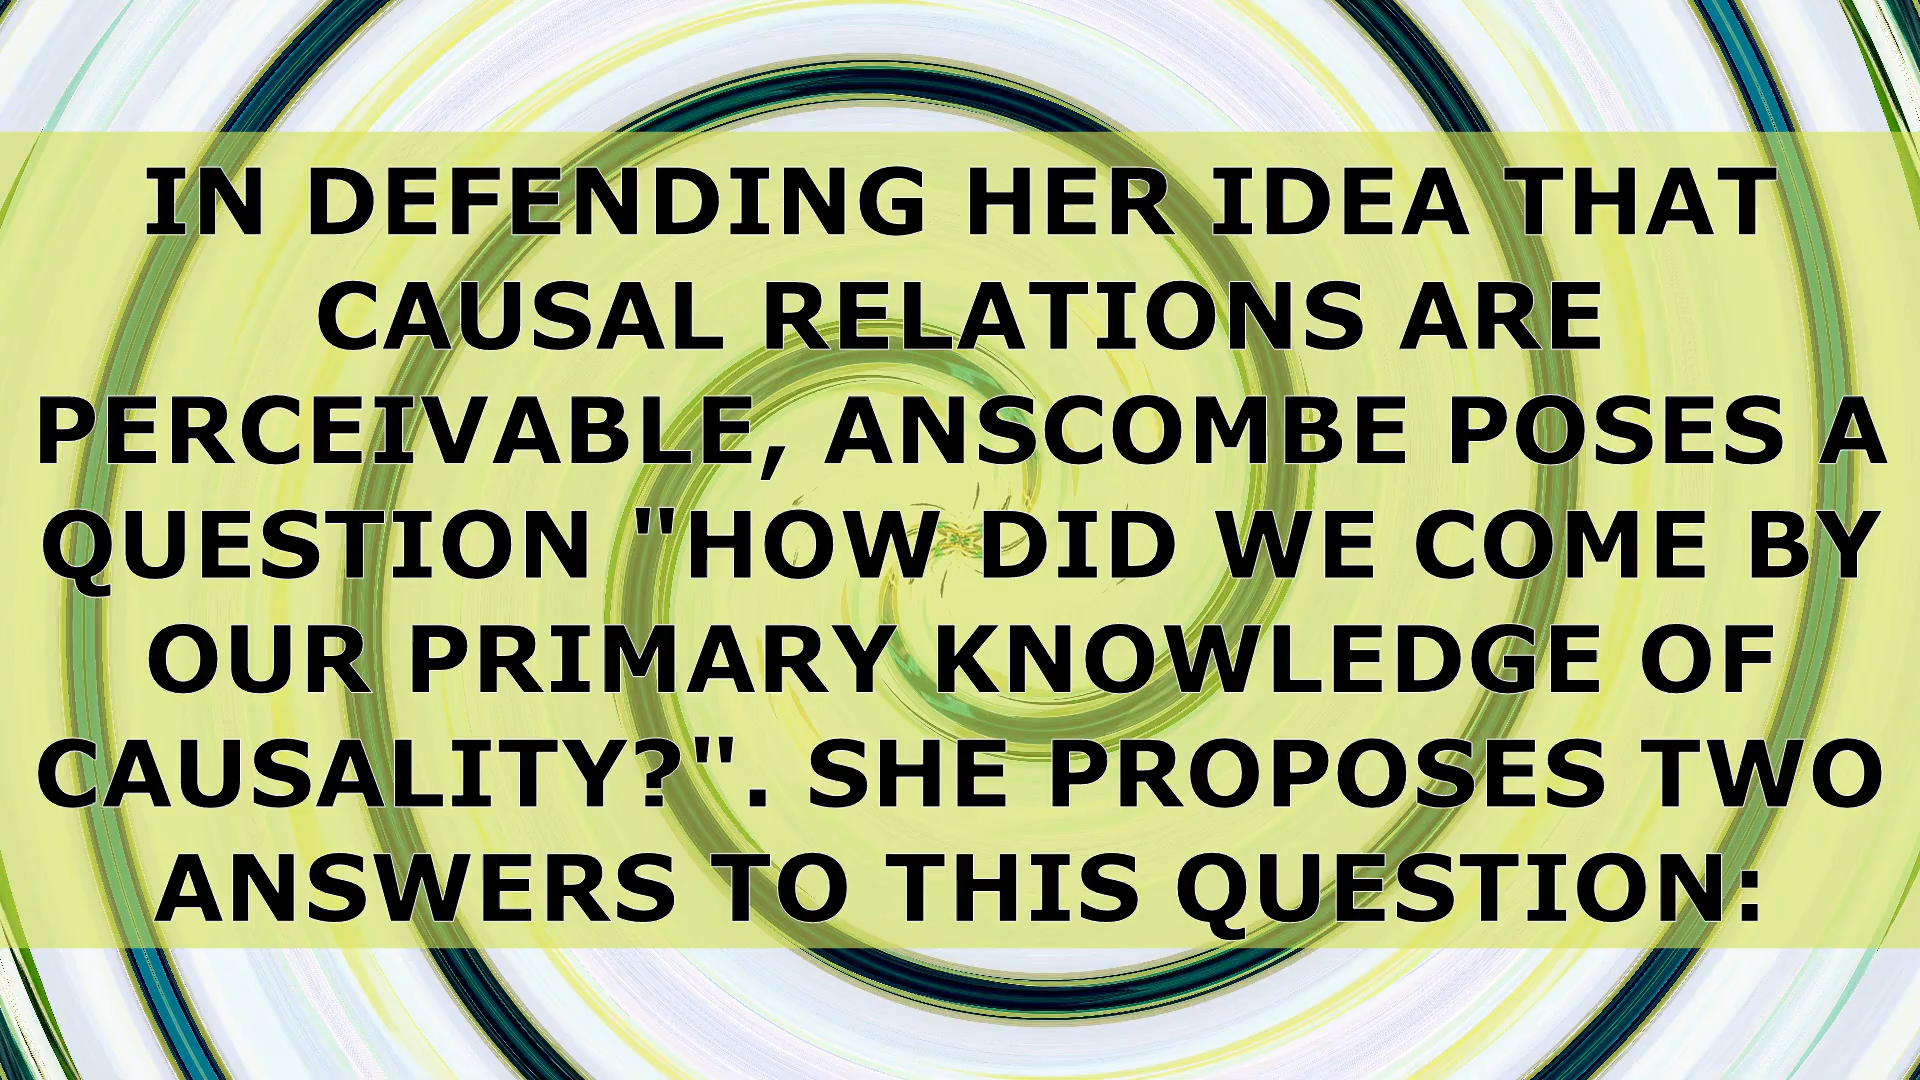 IN DEFENDING HER IDEA THAT
CAUSAL RELATIONS ARE
PERCEIVABLE, ANSCOMBE POSES A
QUESTION "HOW DID WE COME BY
OUR PRIMARY KNOWLEDGE OF
CAUSALITY?". SHE PROPOSES TWO
ANSWERS TO THIS QUESTION: